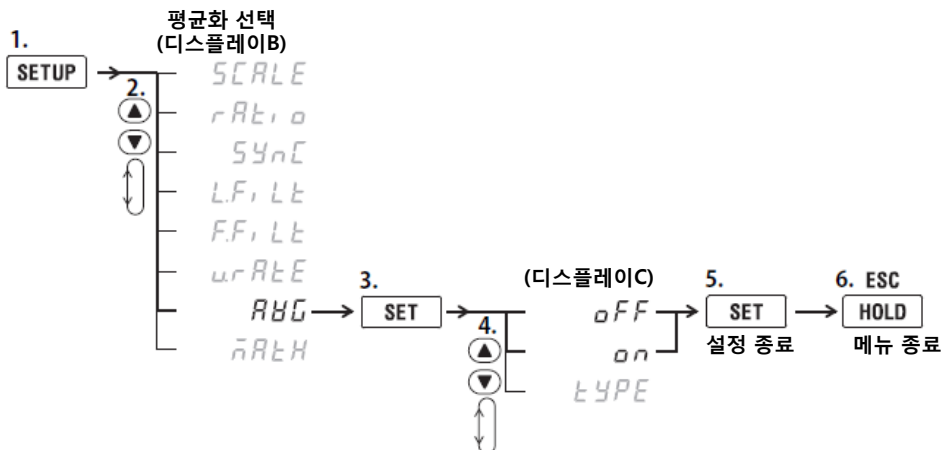 평균화 선택
(디스플레이B)
1.
SETUP
2.
SCALE
rAtio
SYnC
L.FiLt
F.FiLt
u.rAtE
AVG
mAtH
3.
SET
(디스플레이C)
4.
oFF
on
tYPE
5.
SET
설정 종료
6. ESC
HOLD
메뉴 종료